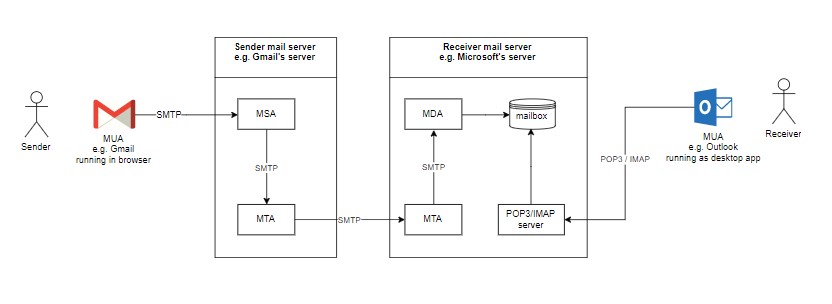 Sender mail server
e.g. Gmail's server
Receiver mail server
e.g. Microsoft's server
Sender
MUA
e.g. Gmail
running in browser
SMTP
MSA
SMTP
MTA
SMTP
MTA
SMTP
MDA
mailbox
POP3/IMAP
server
POP3 / IMAP
MUA
e.g. Outlook
running as desktop app
Receiver